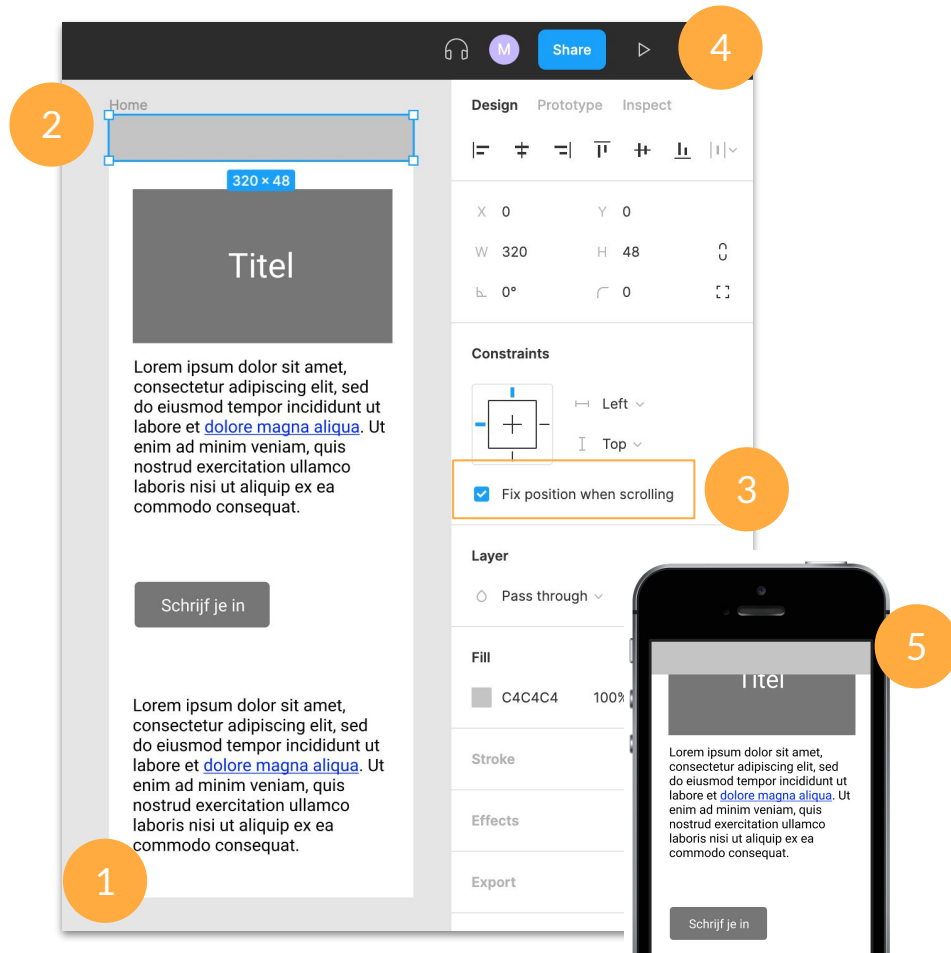 M
Share
4
2
Home
Design Prototype Inspect
320 × 48
X 0 Y 0
W 320 H 48
0° 0
Titel
Constraints
Left
Top
Fix position when scrolling
3
Lorem ipsum dolor sit amet,
consectetur adipiscing elit, sed
do eiusmod tempor incididunt ut
labore et dolore magna aliqua. Ut
enim ad minim veniam, quis
nostrud exercitation ullamco
laboris nisi ut aliquip ex ea
commodo consequat.
Schrijf je in
Layer
Pass through
Fill
C4C4C4 100%
Stroke
Effects
Export
Lorem ipsum dolor sit amet,
consectetur adipiscing elit, sed
do eiusmod tempor incididunt ut
labore et dolore magna aliqua. Ut
enim ad minim veniam, quis
nostrud exercitation ullamco
laboris nisi ut aliquip ex ea
commodo consequat.
1
5
Titel
Lorem ipsum dolor sit amet,
consectetur adipiscing elit, sed
do eiusmod tempor incididunt ut
labore et dolore magna aliqua. Ut
enim ad minim veniam, quis
nostrud exercitation ullamco
laboris nisi ut aliquip ex ea
commodo consequat.
Schrijf je in